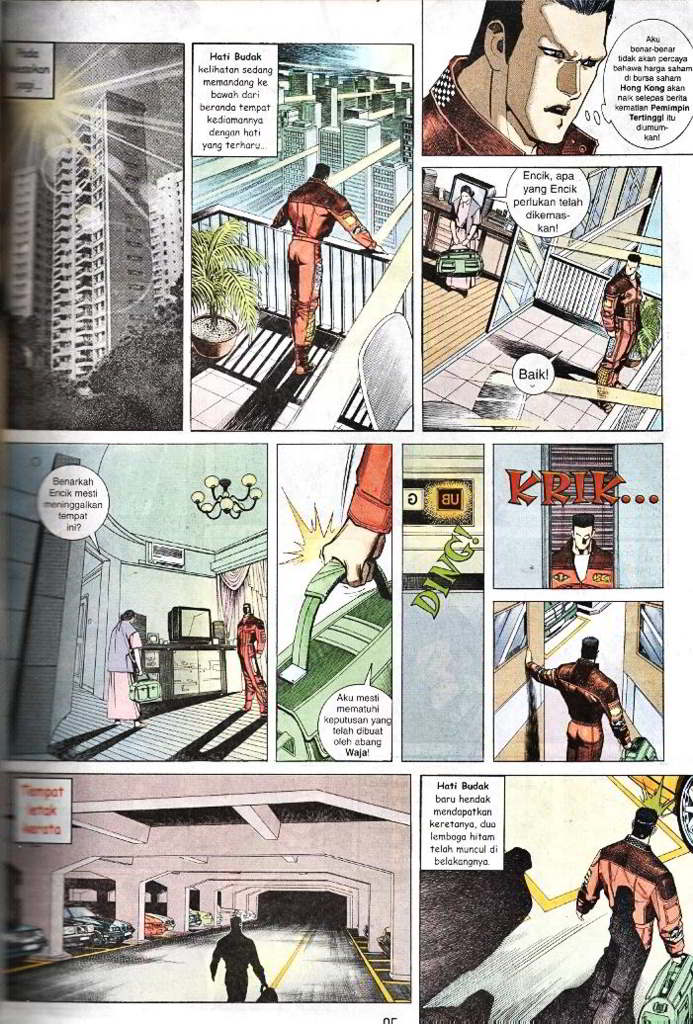 Pada
Hati Budak
kelihatan sedang
memandang ke
bawah dari
beranda tempat
kediamannya
dengan hati
yang terharu...
Aku
benar-benar
tidak akan percaya
bahawa harga saham
di bursa saham
Hong Kong akan
naik selepas berita
kematian Pemimpin
Tertinggi itu
diumum-
kan!
Encik, apa
yang Encik
perlukan telah
dikemas-
kan!
Baik!
Benarkah
Encik mesti
meninggalkan
tempat
ini?
Aku mesti
mematuhi
keputusan yang
telah dibuat
oleh abang
Waja!
G UB
DING!
KRIK...
Tempat
letak
kereta
Hati Budak
baru hendak
mendapatkan
keretanya, dua
lembaga hitam
telah muncul di
belakangnya.